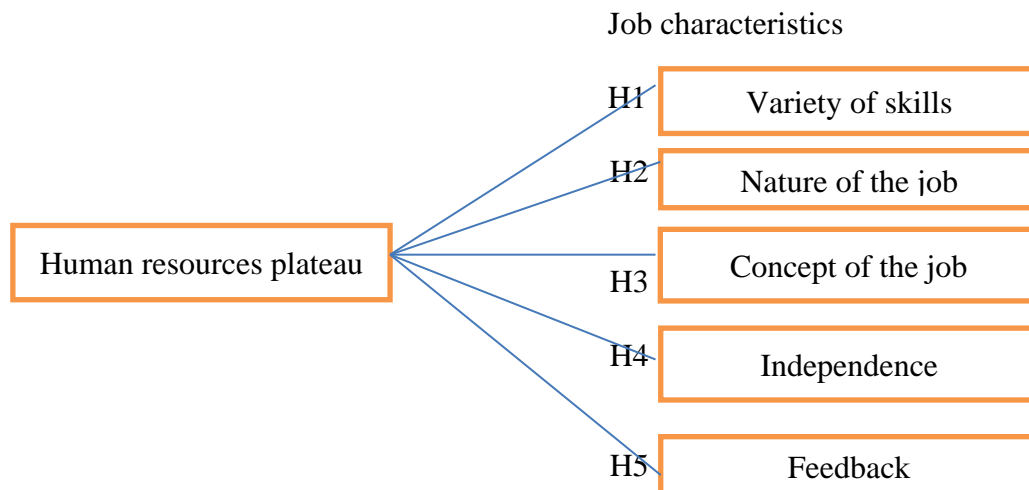 Job characteristics
H1
Variety of skills
H2
Nature of the job
Human resources plateau
Concept of the job
H3
H4
Independence
H5
Feedback